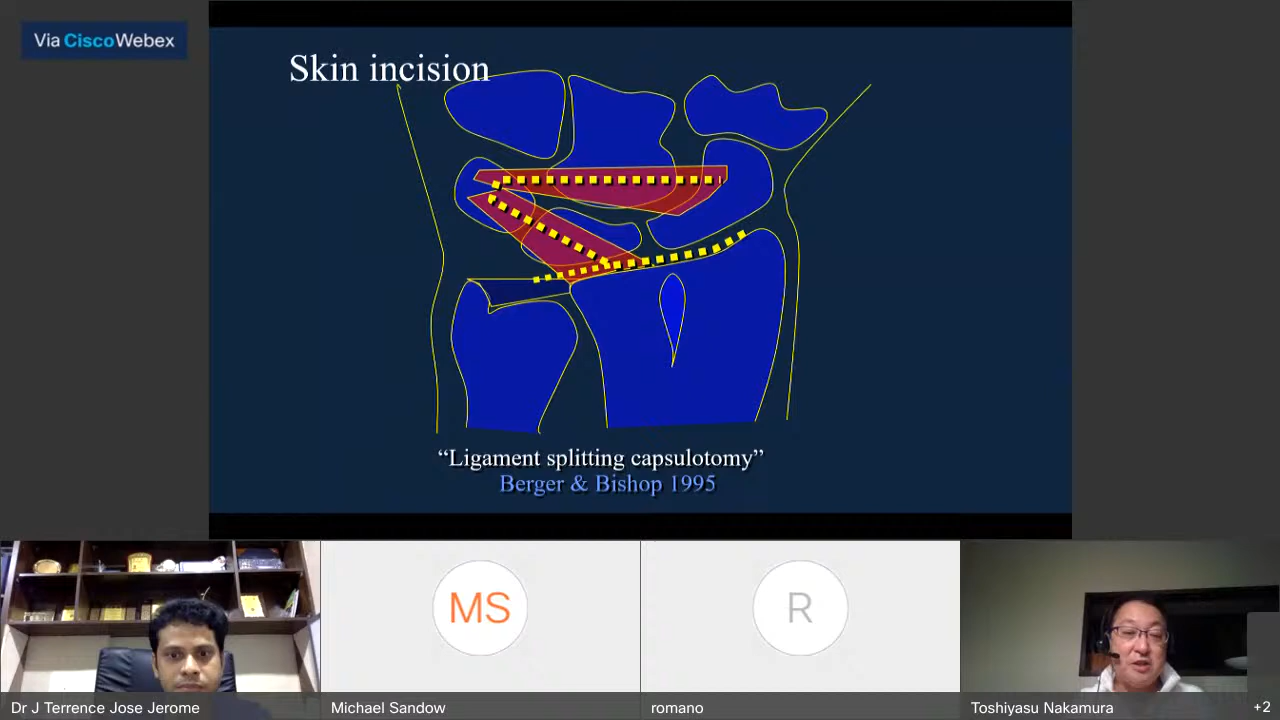 Via CiscoWebex
Skin incision
“Ligament splitting capsulotomy”
Berger & Bishop 1995
MS
R
Dr J Terrence Jose Jerome
Michael Sandow
romano
Toshiyasu Nakamura
+2